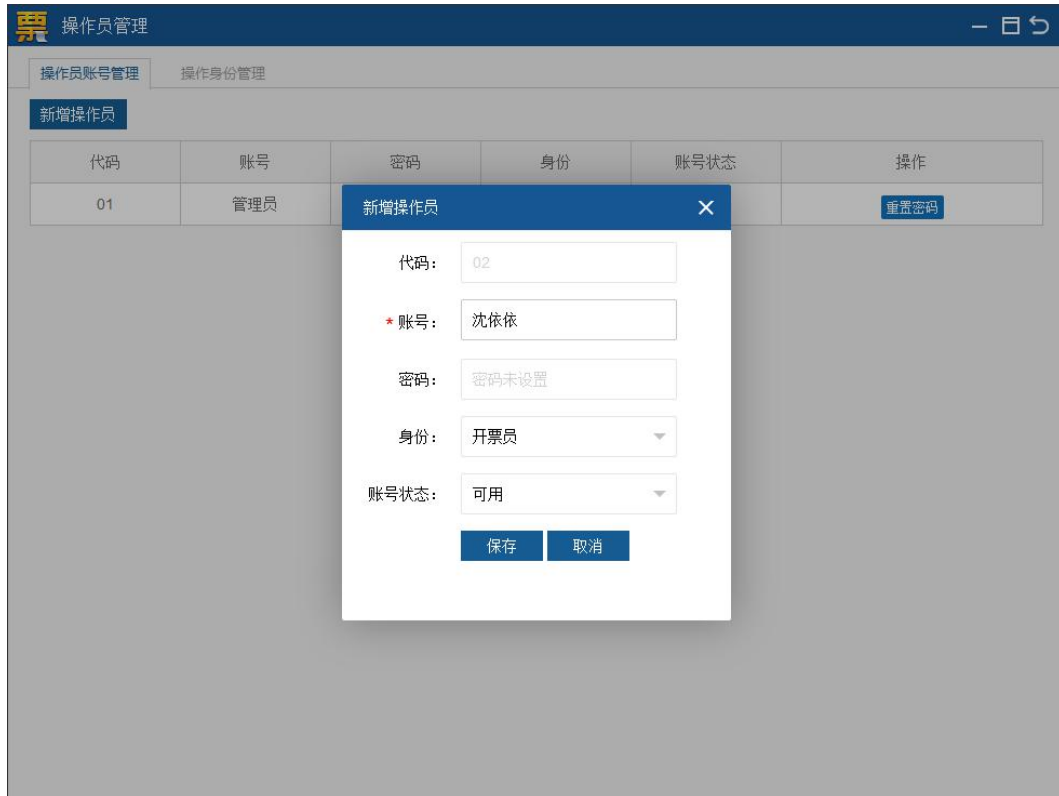 票 操作员管理
操作员账号管理 操作身份管理
新增操作员
代码 账号 密码 身份 账号状态 操作
01 管理员 重置密码
新增操作员
代码： 02
* 账号： 沈依依
密码： 密码未设置
身份： 开票员
账号状态： 可用
保存 取消